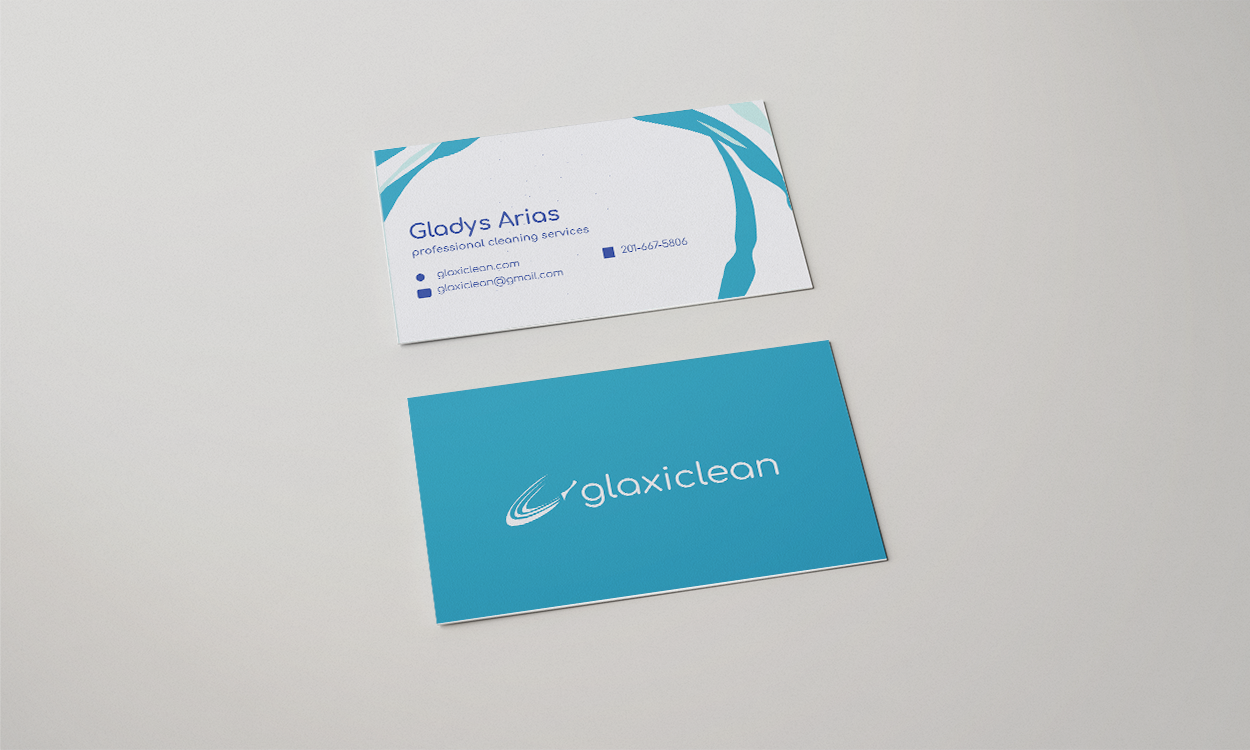 Gladys Arias
professional cleaning services
glaxiclean.com
glaxiclean@gmail.com
201-667-5806
glaxiclean